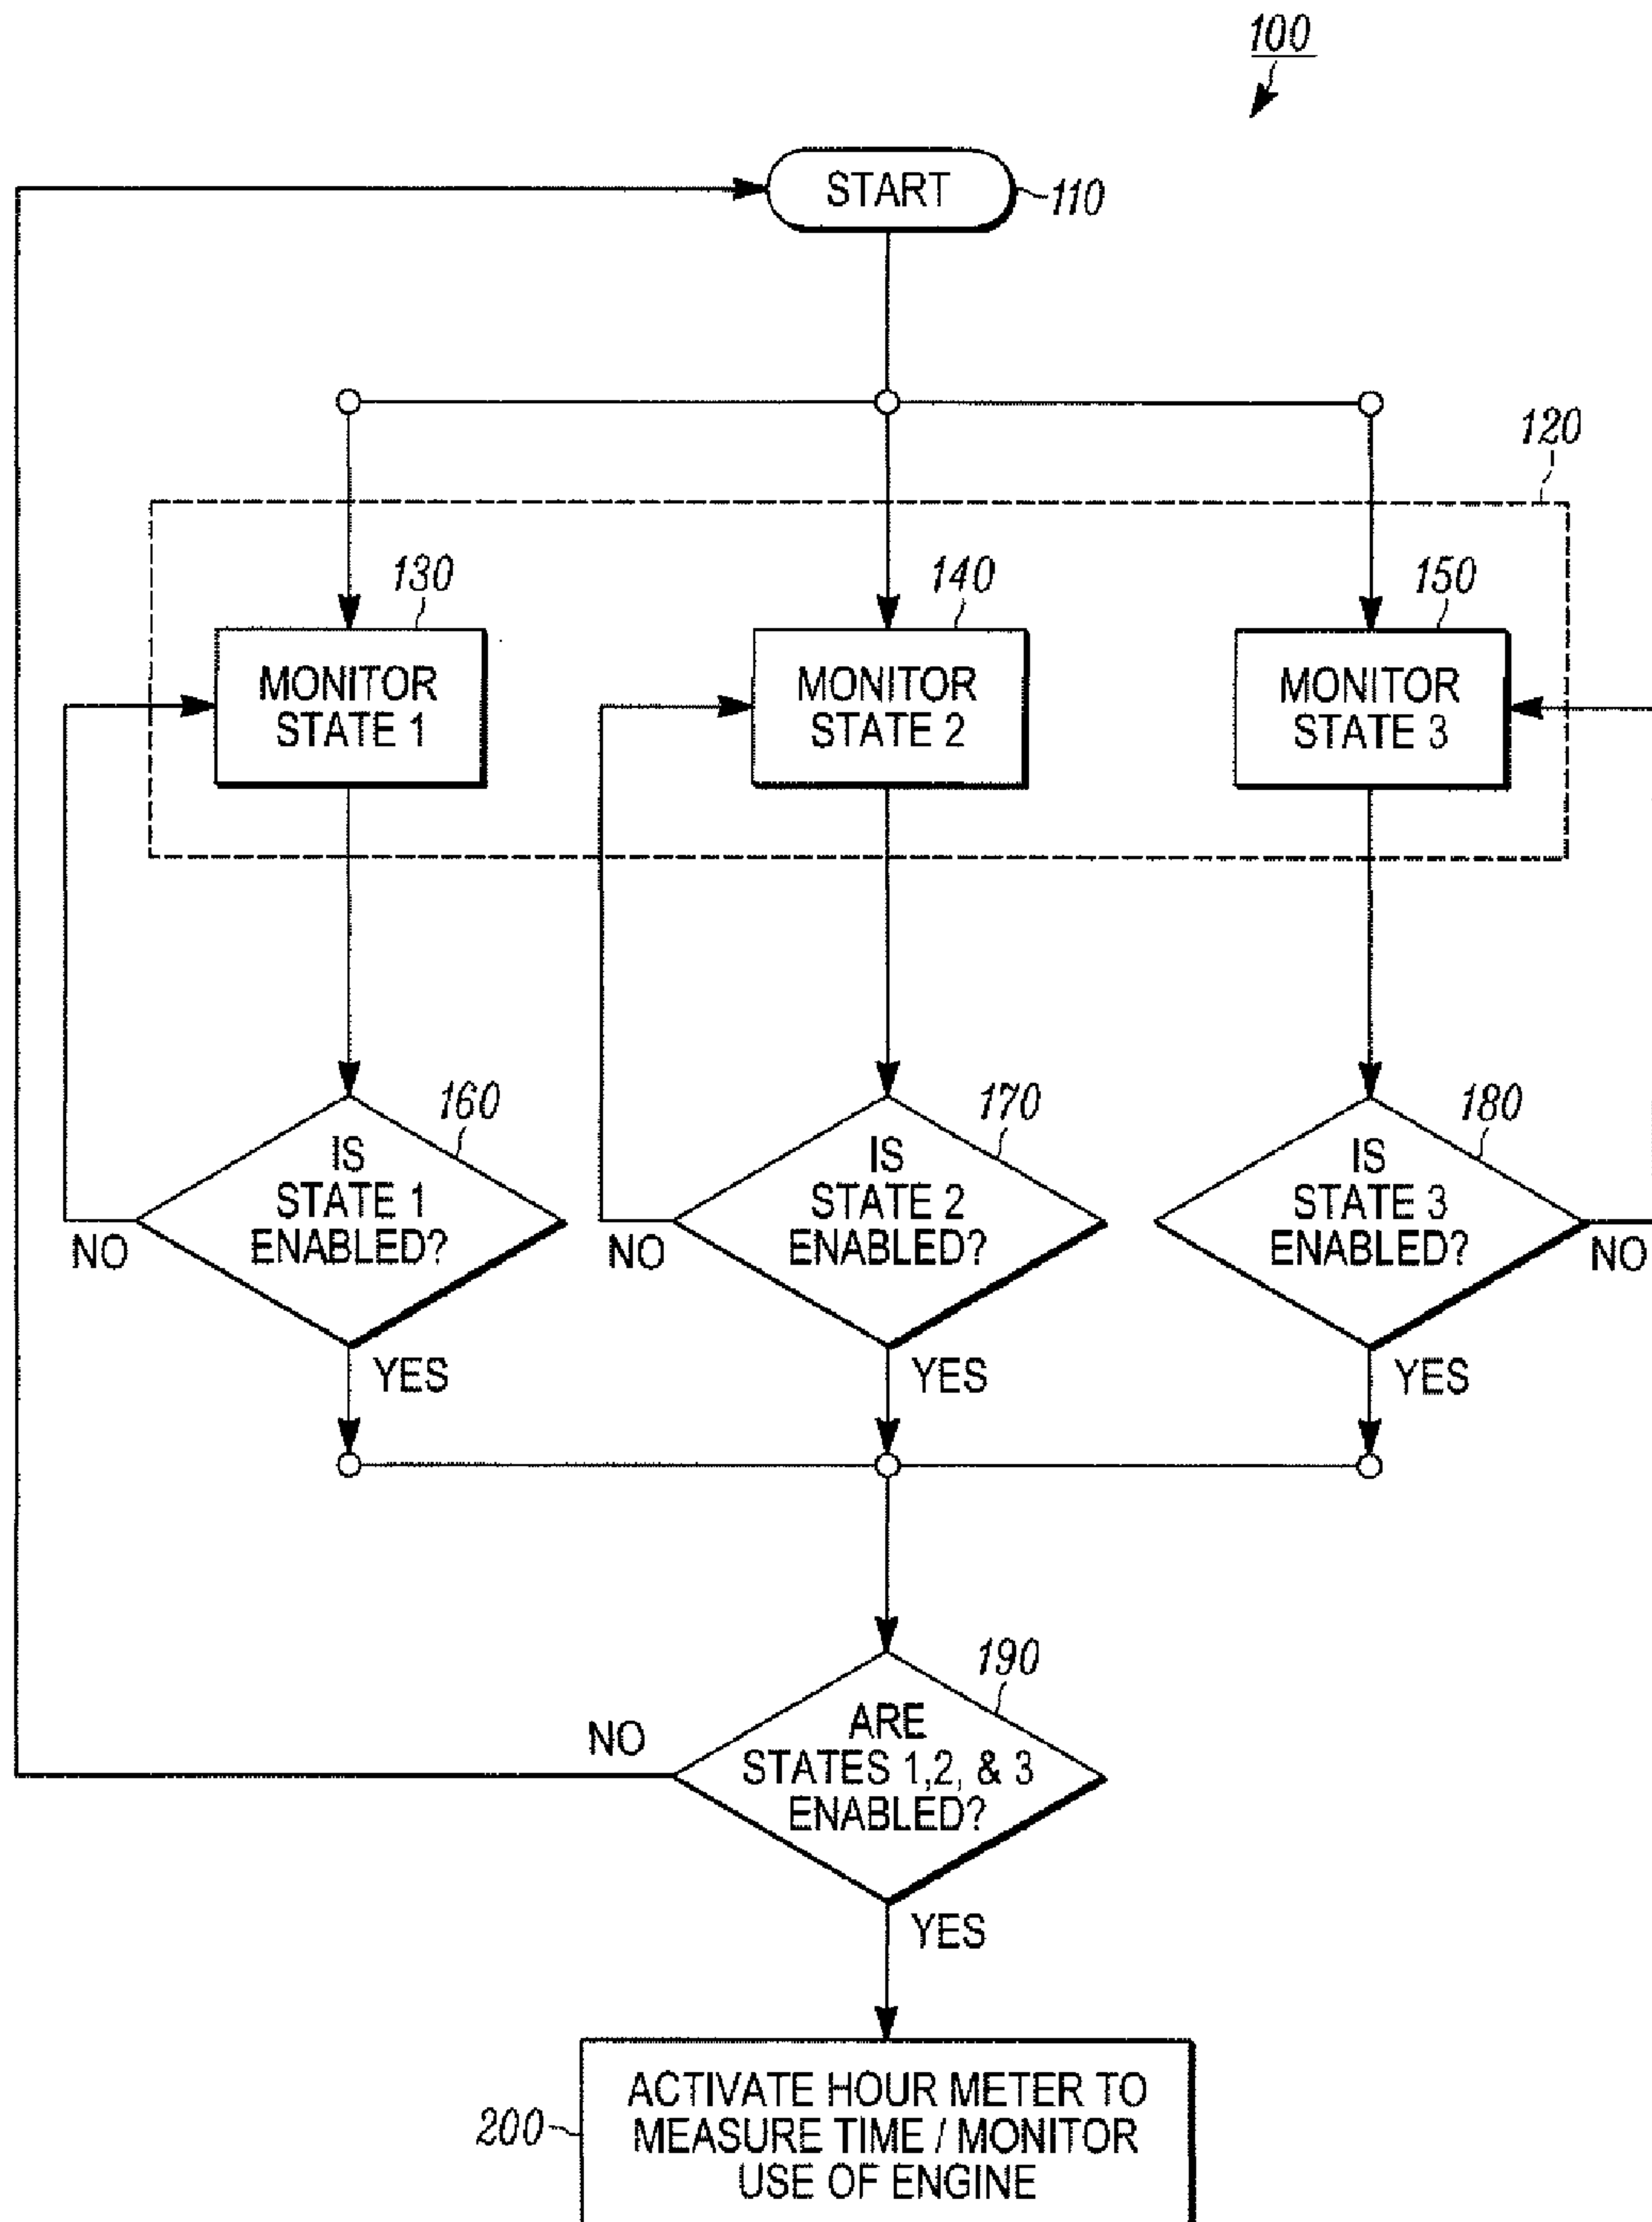 100
START
110
120
130
140
150
MONITOR
STATE 1
MONITOR
STATE 2
MONITOR
STATE 3
160
170
180
IS
STATE 1
ENABLED?
IS
STATE 2
ENABLED?
IS
STATE 3
ENABLED?
NO
NO
NO
YES
YES
YES
190
NO
ARE
STATES 1,2, & 3
ENABLED?
YES
200
ACTIVATE HOUR METER TO
MEASURE TIME / MONITOR
USE OF ENGINE